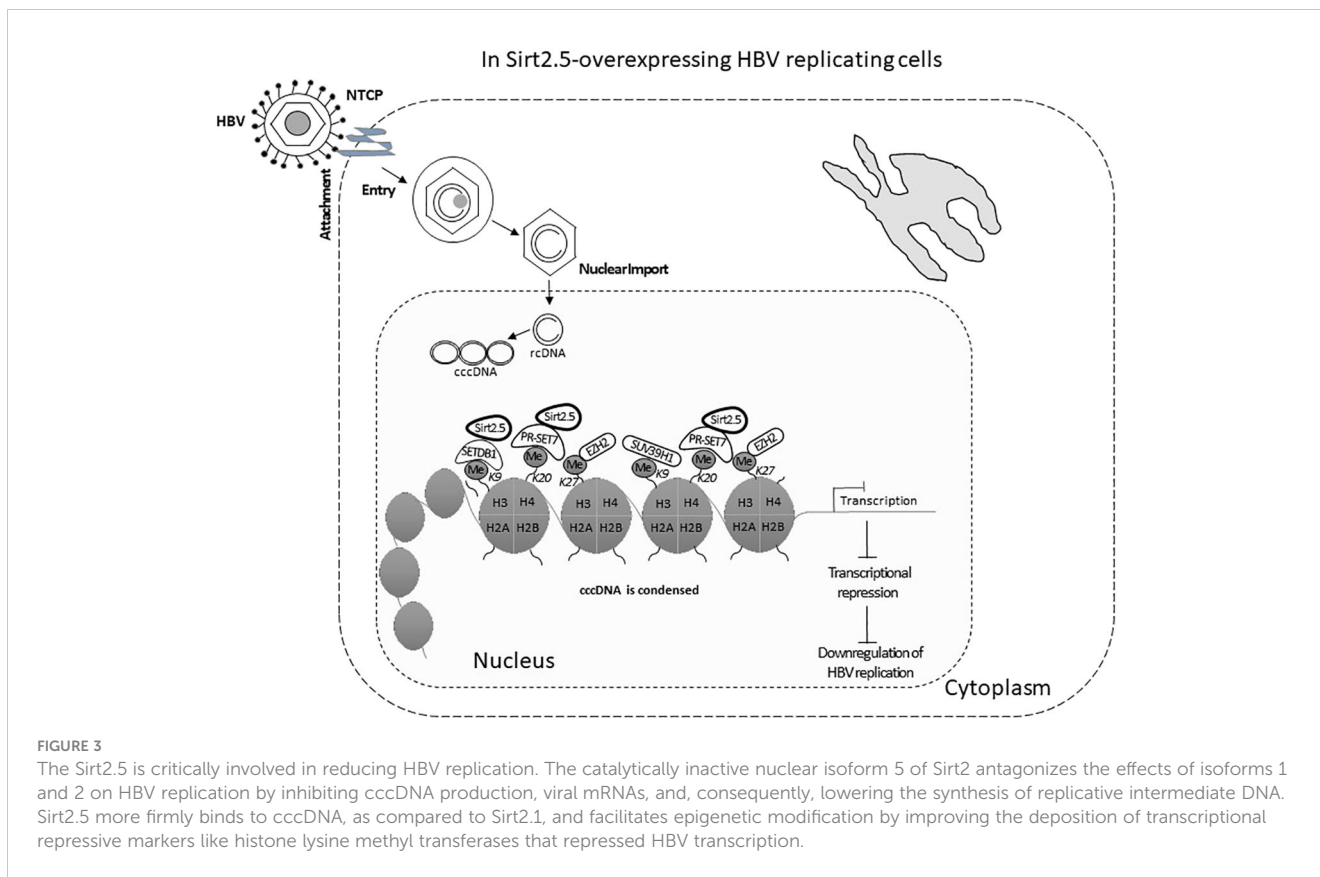 In Sirt2.5-overexpressing HBV replicating cells
NTCP
HBV
Attachment
Entry
Nuclear Import
rcDNA
cccDNA
Sirt2.5
Sirt2.5
Sirt2.5
SETDB1
PR-SET7
EZH2
SUV39H1
PR-SET7
EZH2
Me
Me
Me
Me
Me
Me
K9
K20
K27
K9
K20
K27
H3 H4
H3 H4
H3 H4
H3 H4
H2A H2B
H2A H2B
H2A H2B
H2A H2B
Transcription
cccDNA is condensed
Transcriptional
repression
Downregulation of
HBV replication
Nucleus
Cytoplasm
FIGURE 3
The Sirt2.5 is critically involved in reducing HBV replication. The catalytically inactive nuclear isoform 5 of Sirt2 antagonizes the effects of isoforms 1
and 2 on HBV replication by inhibiting cccDNA production, viral mRNAs, and, consequently, lowering the synthesis of replicative intermediate DNA.
Sirt2.5 more firmly binds to cccDNA, as compared to Sirt2.1, and facilitates epigenetic modification by improving the deposition of transcriptional
repressive markers like histone lysine methyl transferases that repressed HBV transcription.